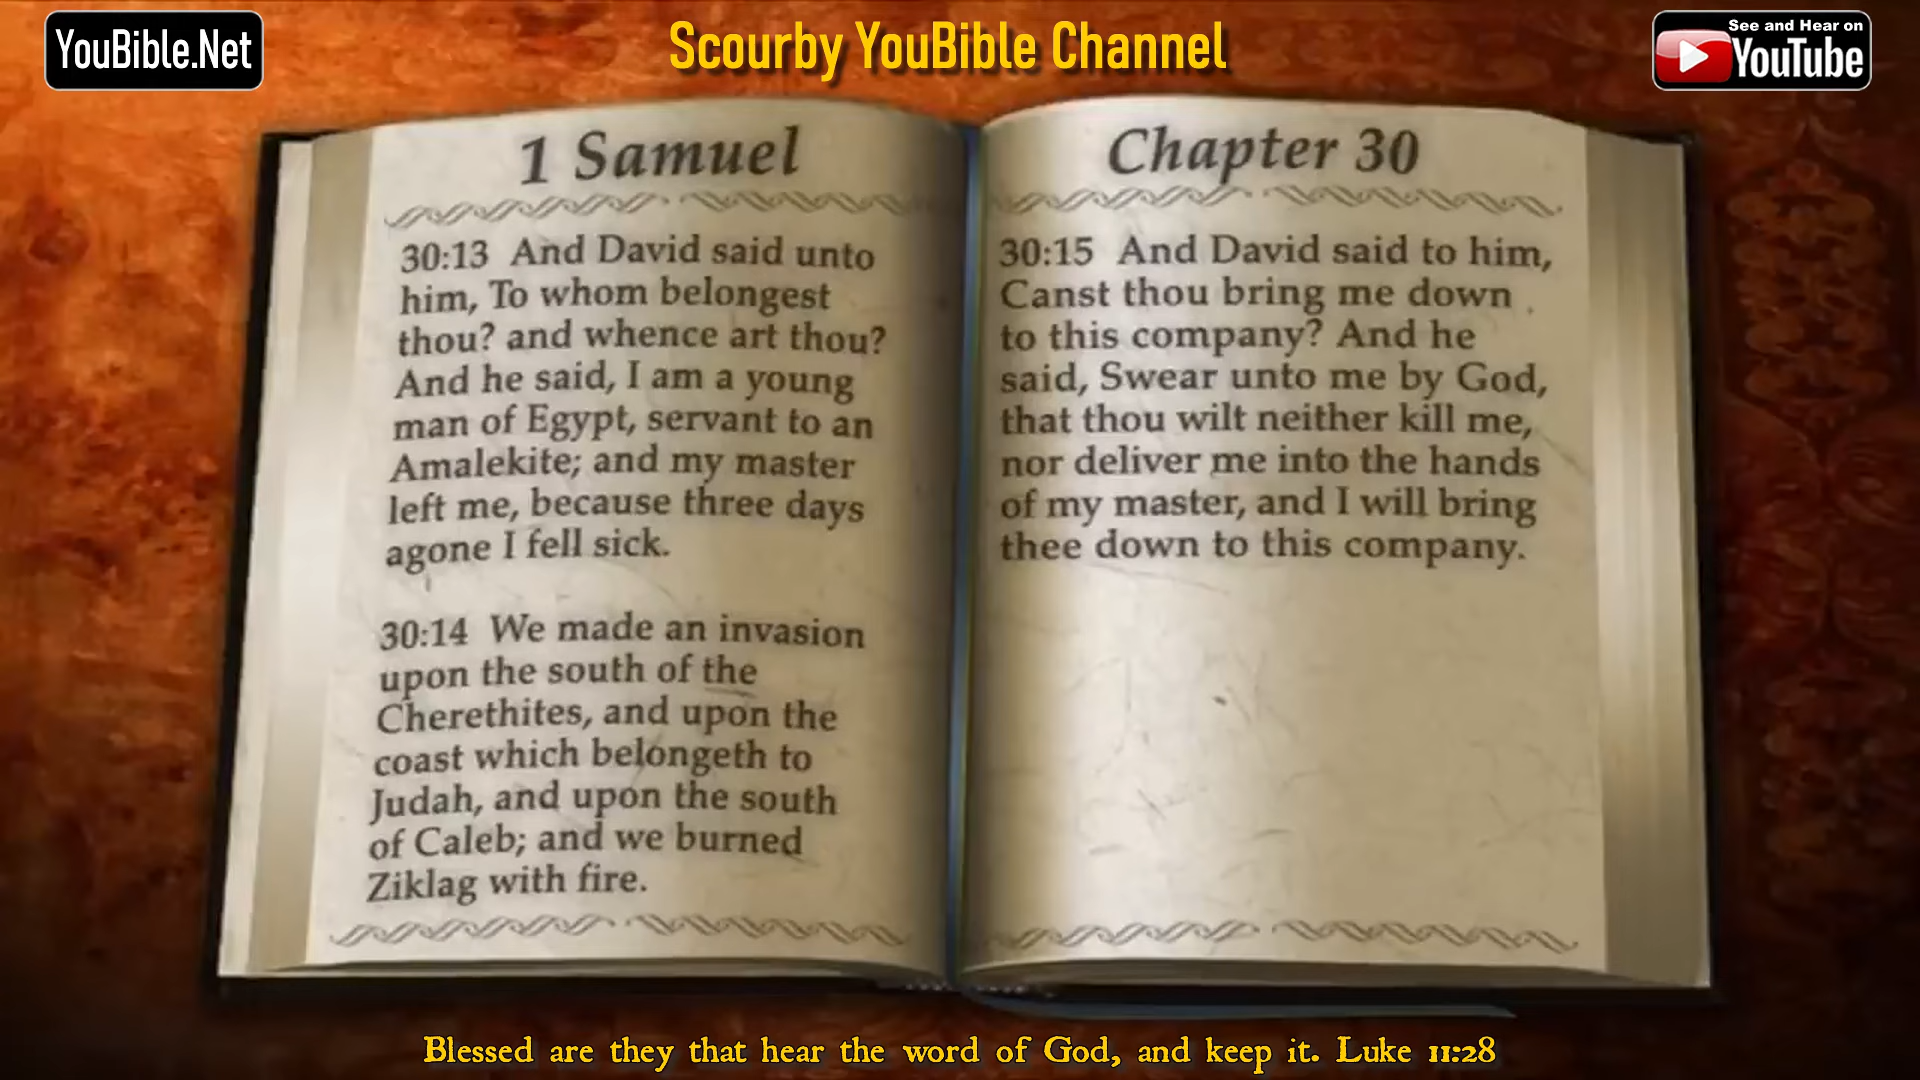 YouBible.Net
Scourby YouBible Channel
See and Hear on
YouTube
1 Samuel
30:13 And David said unto
him, To whom belongest
thou? and whence art thou?
And he said, I am a young
man of Egypt, servant to an
Amalekite; and my master
left me, because three days
agone I fell sick.
30:14 We made an invasion
upon the south of the
Cherethites, and upon the
coast which belongeth to
Judah, and upon the south
of Caleb; and we burned
Ziklag with fire.
Chapter 30
30:15 And David said to him,
Canst thou bring me down
to this company? And he
said, Swear unto me by God,
that thou wilt neither kill me,
nor deliver me into the hands
of my master, and I will bring
thee down to this company.
Blessed are they that hear the word of God, and keep it. Luke 11:28